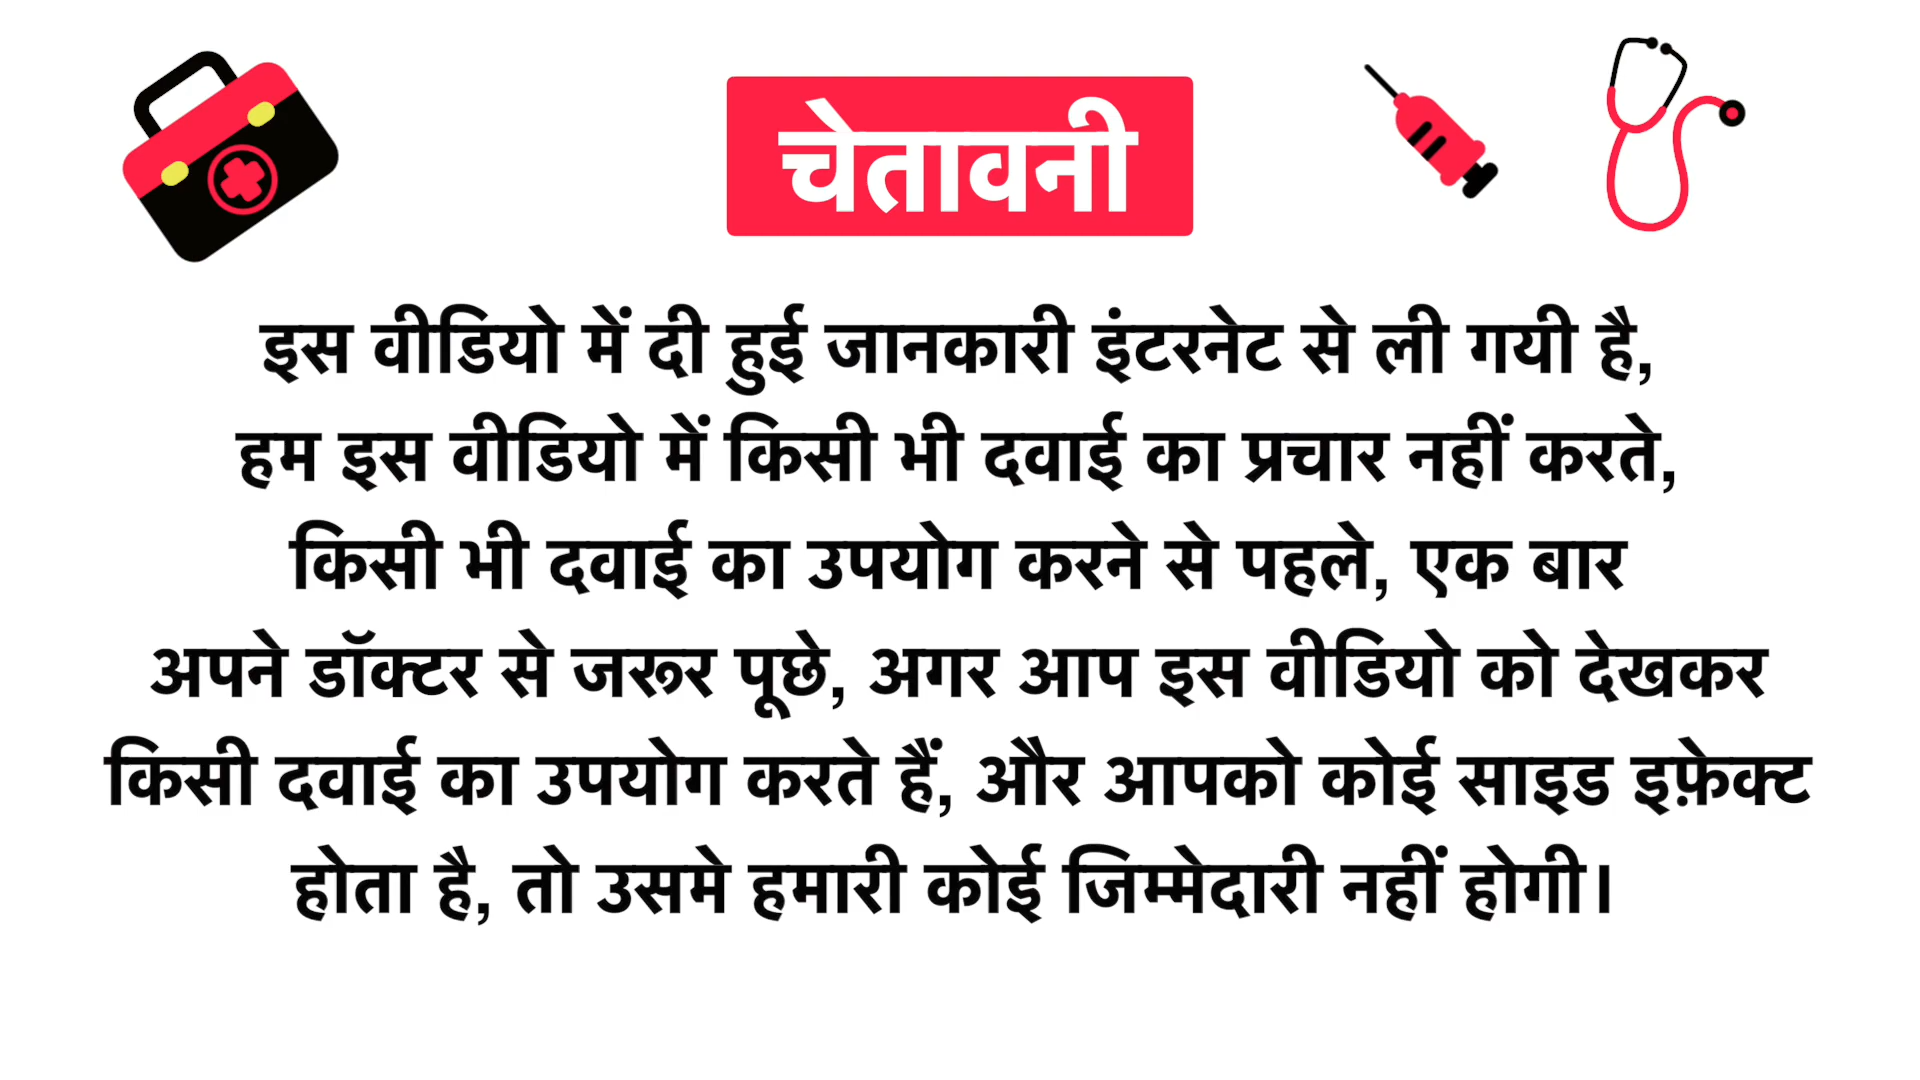 चेतावनी
इस वीडियो में दी हुई जानकारी इंटरनेट से ली गयी है,
हम इस वीडियो में किसी भी दवाई का प्रचार नहीं करते,
किसी भी दवाई का उपयोग करने से पहले, एक बार
अपने डॉक्टर से जरूर पूछे, अगर आप इस वीडियो को देखकर
किसी दवाई का उपयोग करते हैं, और आपको कोई साइड इफ़ेक्ट
होता है, तो उसमे हमारी कोई जिम्मेदारी नहीं होगी।